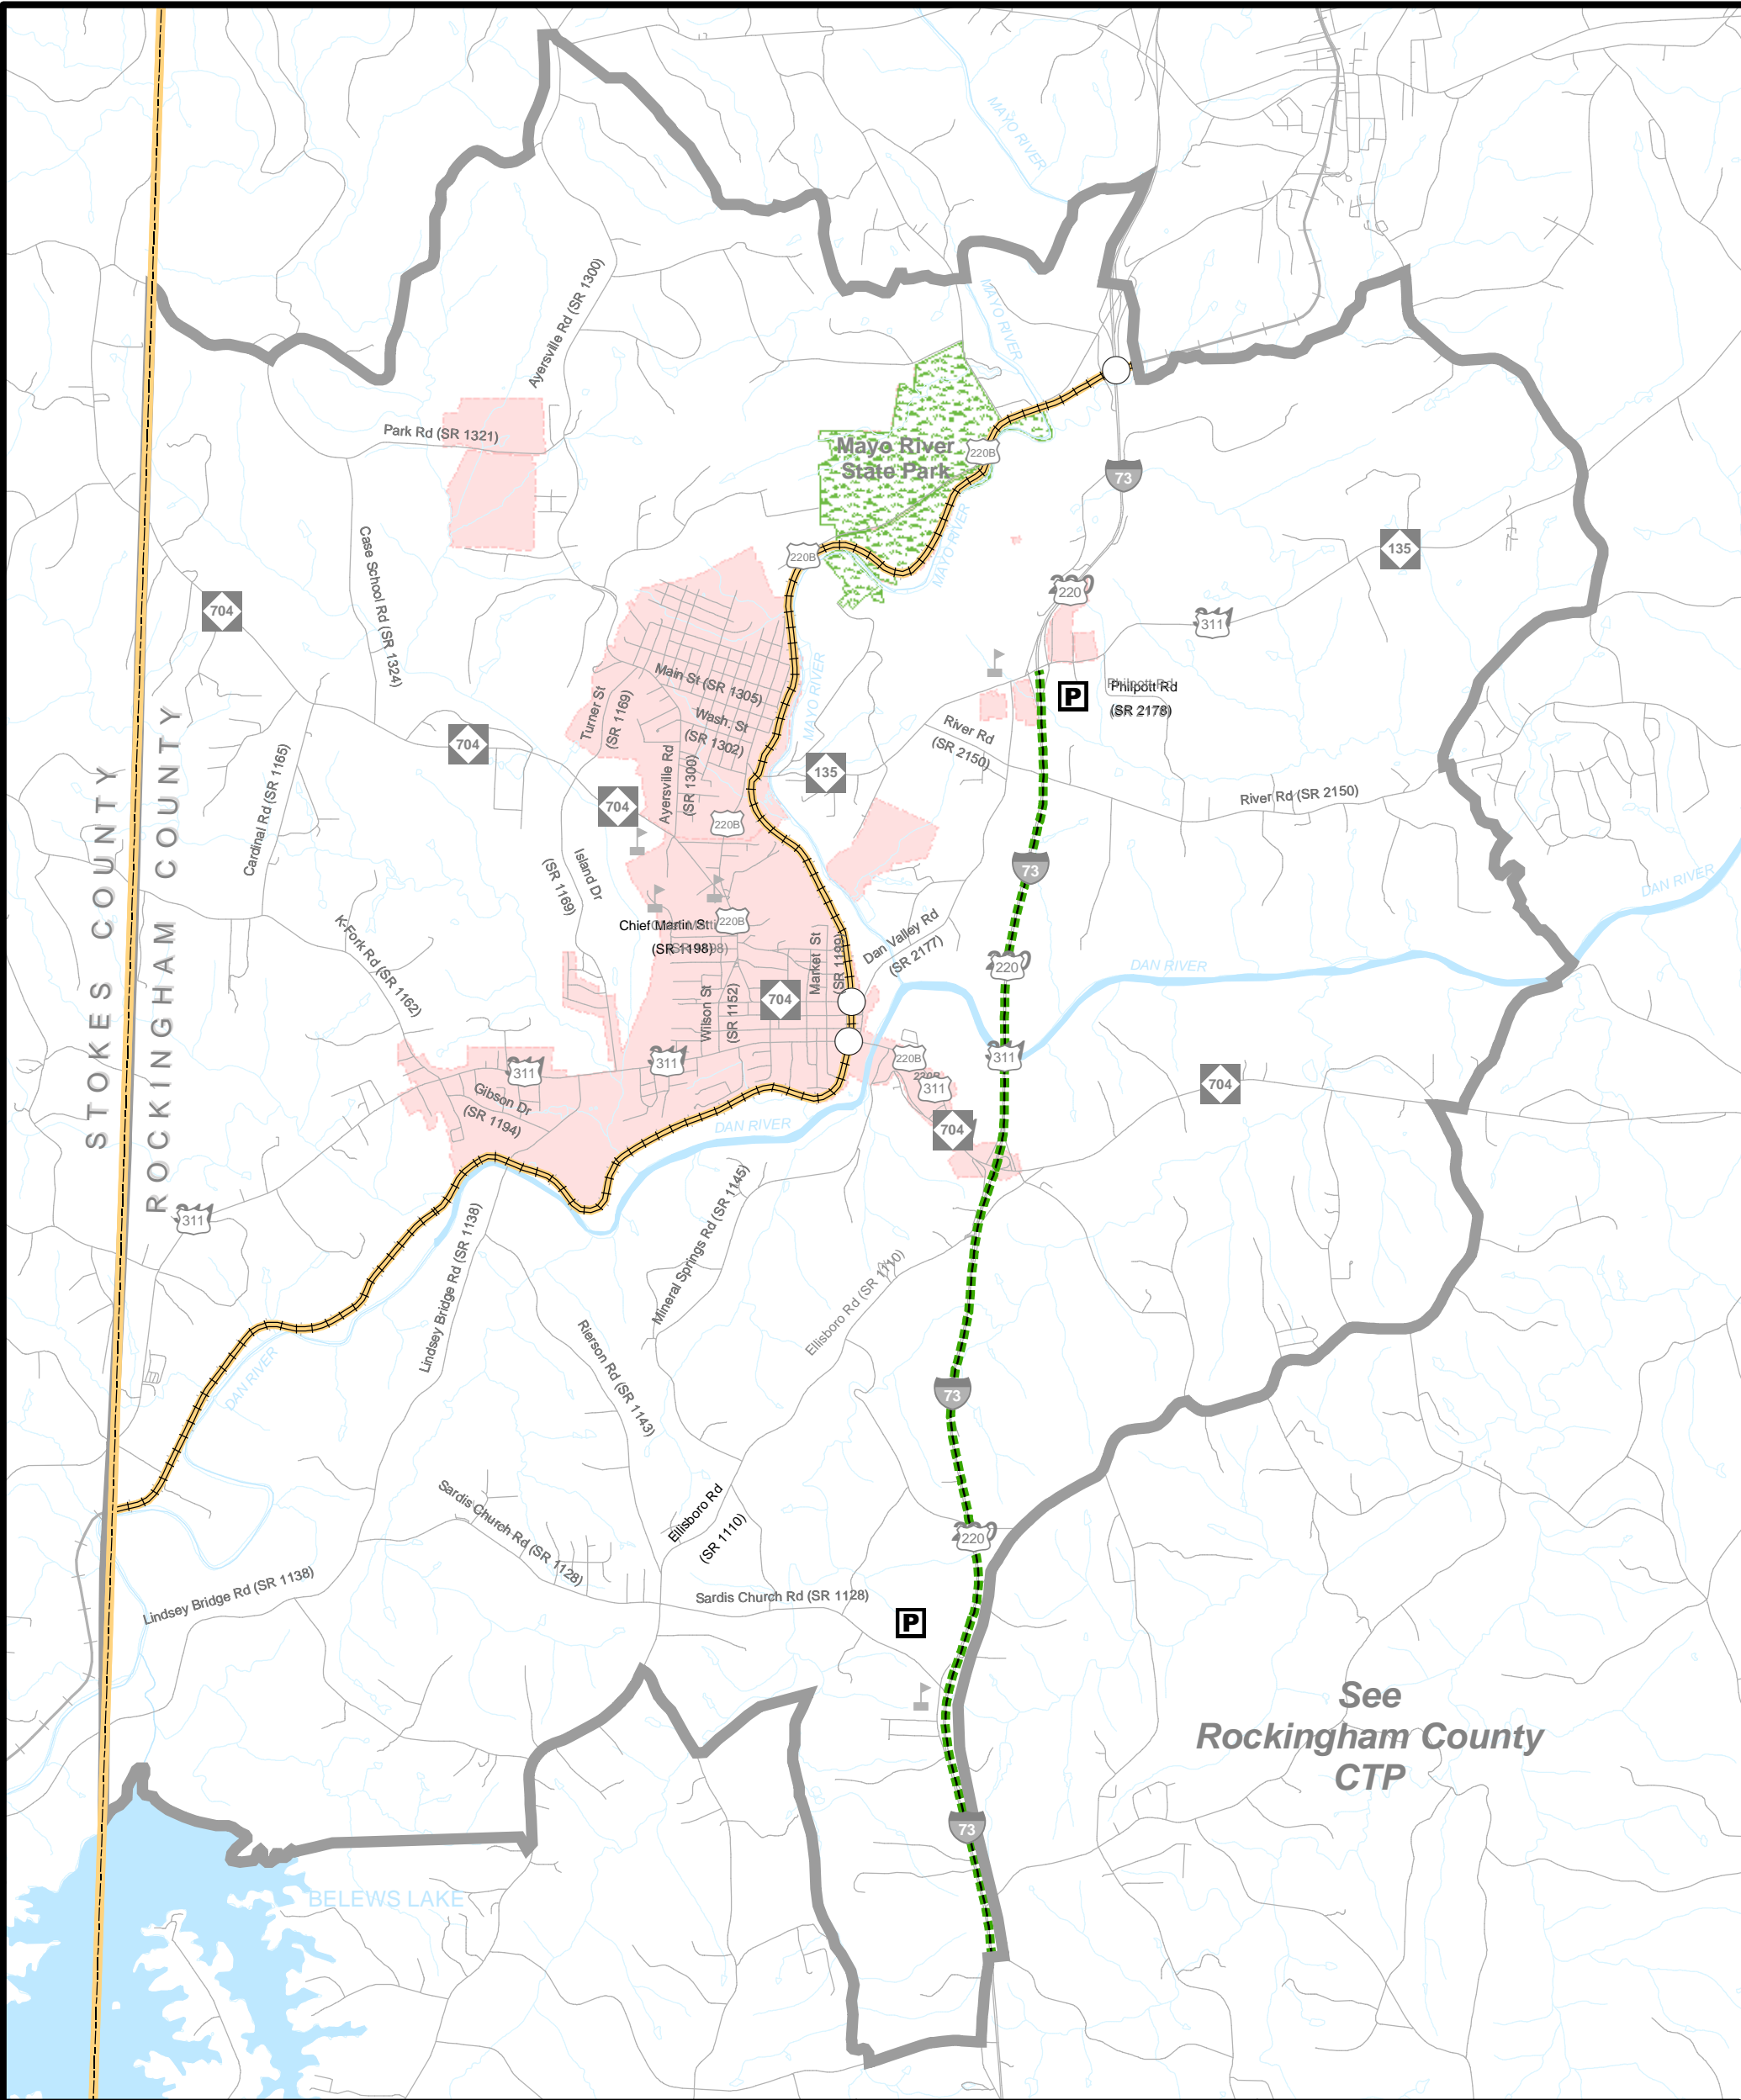 MAYO RIVER
MAYO RIVER
Ayersville Rd (SR 1300)
Park Rd (SR 1321)
Mayo River
State Park
220B
73
220B
135
Case School Rd (SR 1324)
704
220
311
Main St (SR 1305)
Turner St
(SR 1169)
Wash. St
(SR 1302)
MAYO RIVER
MAYO RIVER
Philpott Rd
(SR 2178)
P
River Rd
(SR 2150)
704
135
River Rd (SR 2150)
Cardinal Rd (SR 1165)
704
Ayersville Rd
(SR 1300)
220B
STOKES COUNTY
ROCKINGHAM COUNTY
Island Dr
(SR 1169)
73
DAN RIVER
K-Fork Rd (SR 1162)
Chief Martin St
(SR 1198)
220B
Market St
(SR 1199)
Dan Valley Rd
(SR 2177)
220
DAN RIVER
Wilson St
(SR 1152)
704
311
311
220B
220B
311
311
704
Gibson Dr
(SR 1194)
DAN RIVER
704
311
Lindsey Bridge Rd (SR 1138)
Mineral Springs Rd (SR 1145)
Ellisboro Rd (SR 1110)
DAN RIVER
Rierson Rd (SR 1143)
73
Sardis Church Rd (SR 1128)
Ellisboro Rd
(SR 1110)
220
Lindsey Bridge Rd (SR 1138)
Sardis Church Rd (SR 1128)
P
See
Rockingham County
CTP
73
BELEWS LAKE